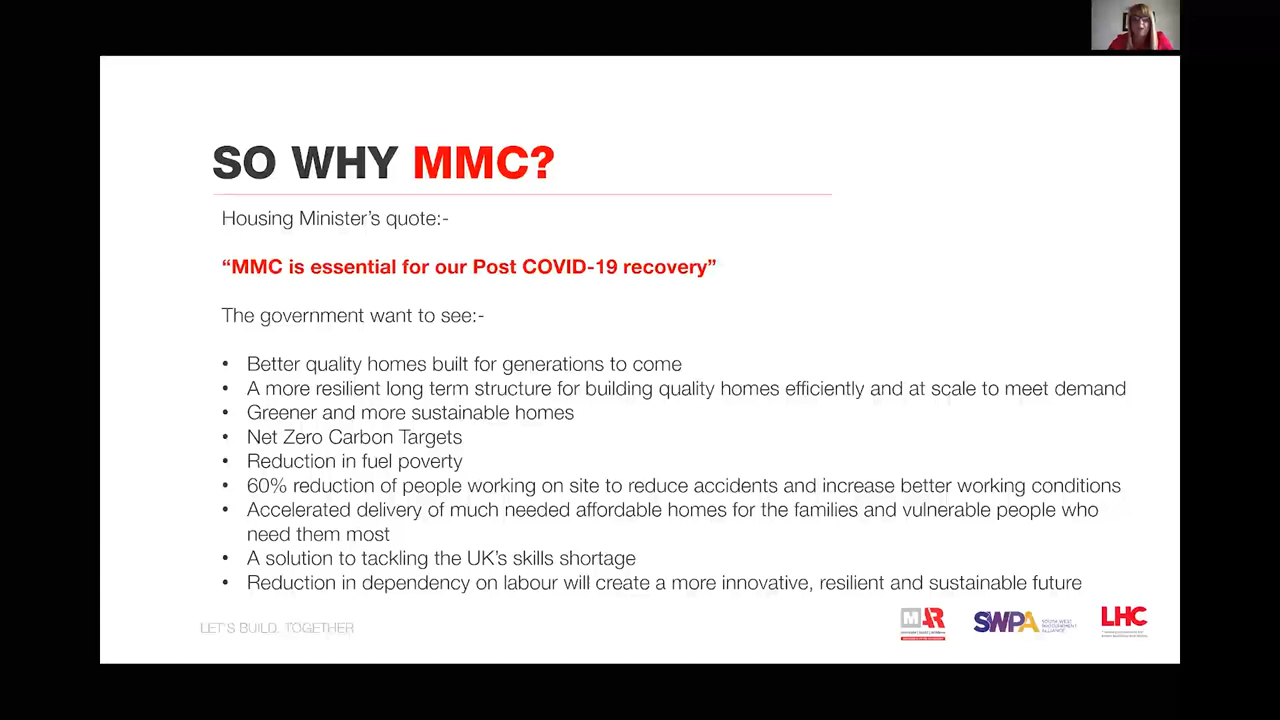 SO WHY MMC?
Housing Minister's quote:-
“MMC is essential for our Post COVID-19 recovery”
The government want to see:-
• Better quality homes built for generations to come
• A more resilient long term structure for building quality homes efficiently and at scale to meet demand
• Greener and more sustainable homes
• Net Zero Carbon Targets
• Reduction in fuel poverty
• 60% reduction of people working on site to reduce accidents and increase better working conditions
• Accelerated delivery of much needed affordable homes for the families and vulnerable people who
need them most
• A solution to tackling the UK's skills shortage
• Reduction in dependency on labour will create a more innovative, resilient and sustainable future
LET'S BUILD. TOGETHER
MAR
SWPA SOUTH WEST PROCUREMENT ALLIANCE
LHC